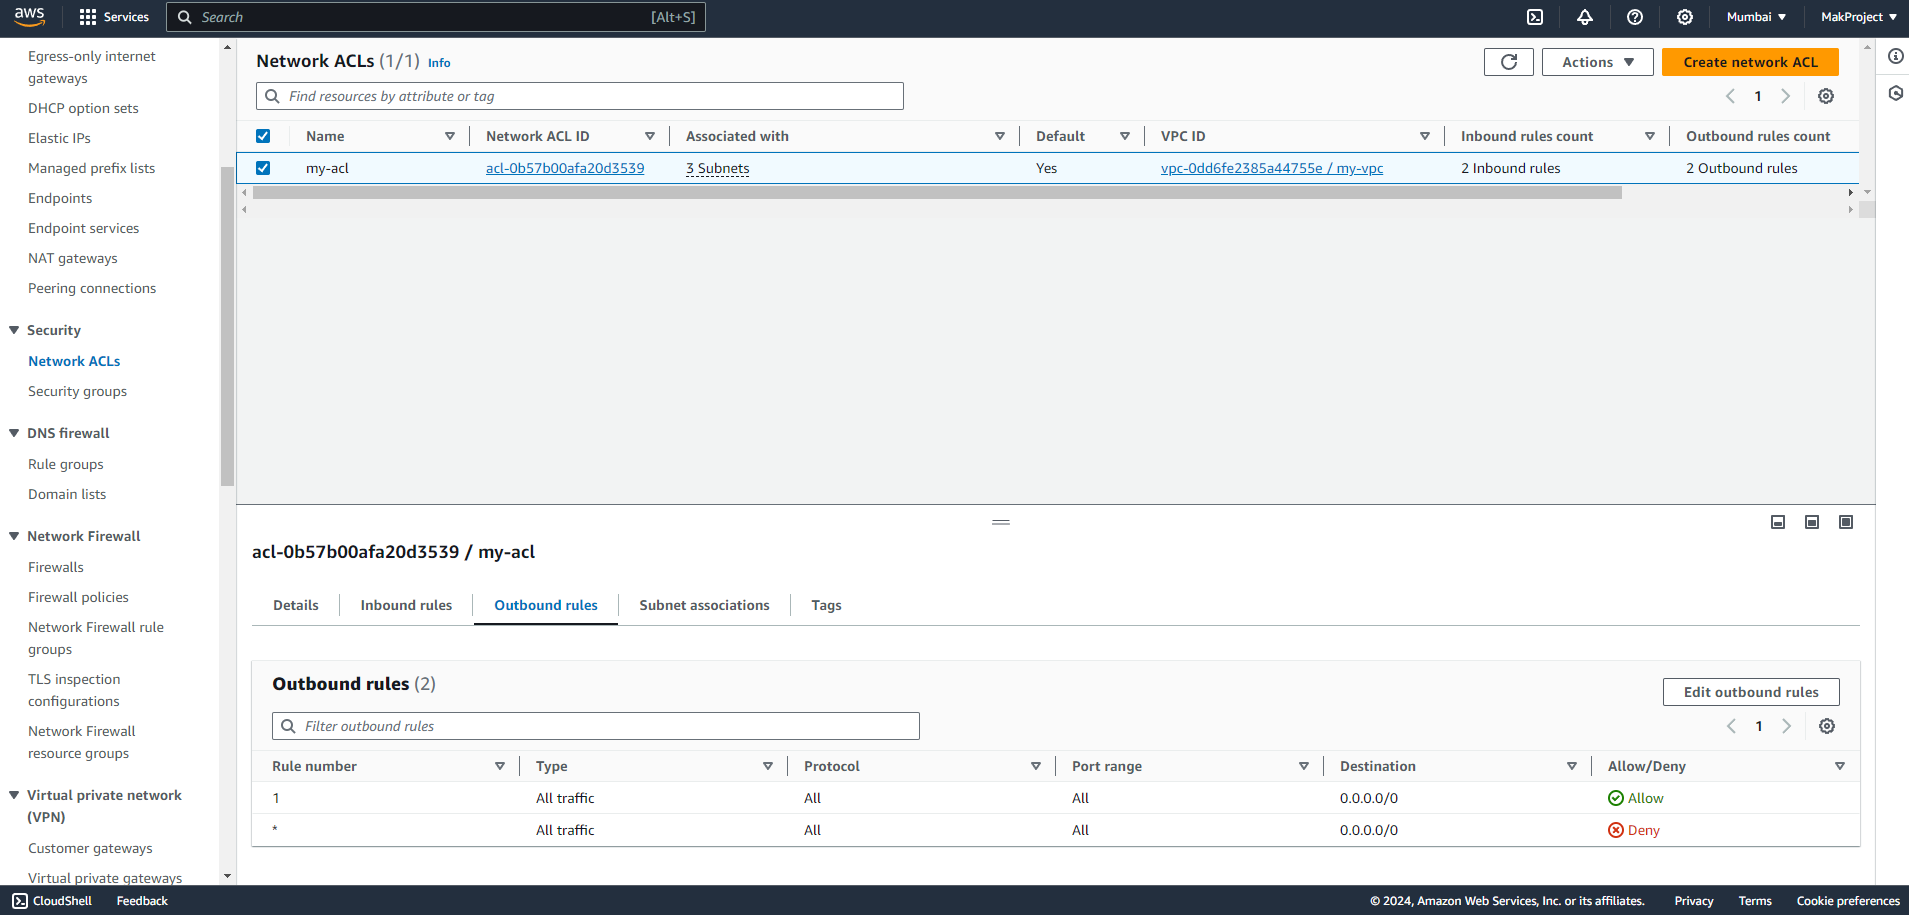 aws
Services
Search [Alt+S]
Mumbai
MakProject
Egress-only internet
gateways
DHCP option sets
Elastic IPs
Managed prefix lists
Endpoints
Endpoint services
NAT gateways
Peering connections
Security
Network ACLs
Security groups
DNS firewall
Rule groups
Domain lists
Network Firewall
Firewalls
Firewall policies
Network Firewall rule
groups
TLS inspection
configurations
Network Firewall
resource groups
Virtual private network
(VPN)
Customer gateways
Virtual private gateways
Network ACLs (1/1) Info
Actions
Create network ACL
Find resources by attribute or tag
1
Name Network ACL ID Associated with Default VPC ID Inbound rules count Outbound rules count
my-acl acl-0b57b00afa20d3539 3 Subnets Yes vpc-0dd6fe2385a44755e / my-vpc 2 Inbound rules 2 Outbound rules
acl-0b57b00afa20d3539 / my-acl
Details Inbound rules Outbound rules Subnet associations Tags
Outbound rules (2)
Edit outbound rules
Filter outbound rules
1
Rule number Type Protocol Port range Destination Allow/Deny
1 All traffic All All 0.0.0.0/0 Allow
* All traffic All All 0.0.0.0/0 Deny
CloudShell Feedback © 2024, Amazon Web Services, Inc. or its affiliates. Privacy Terms Cookie preferences